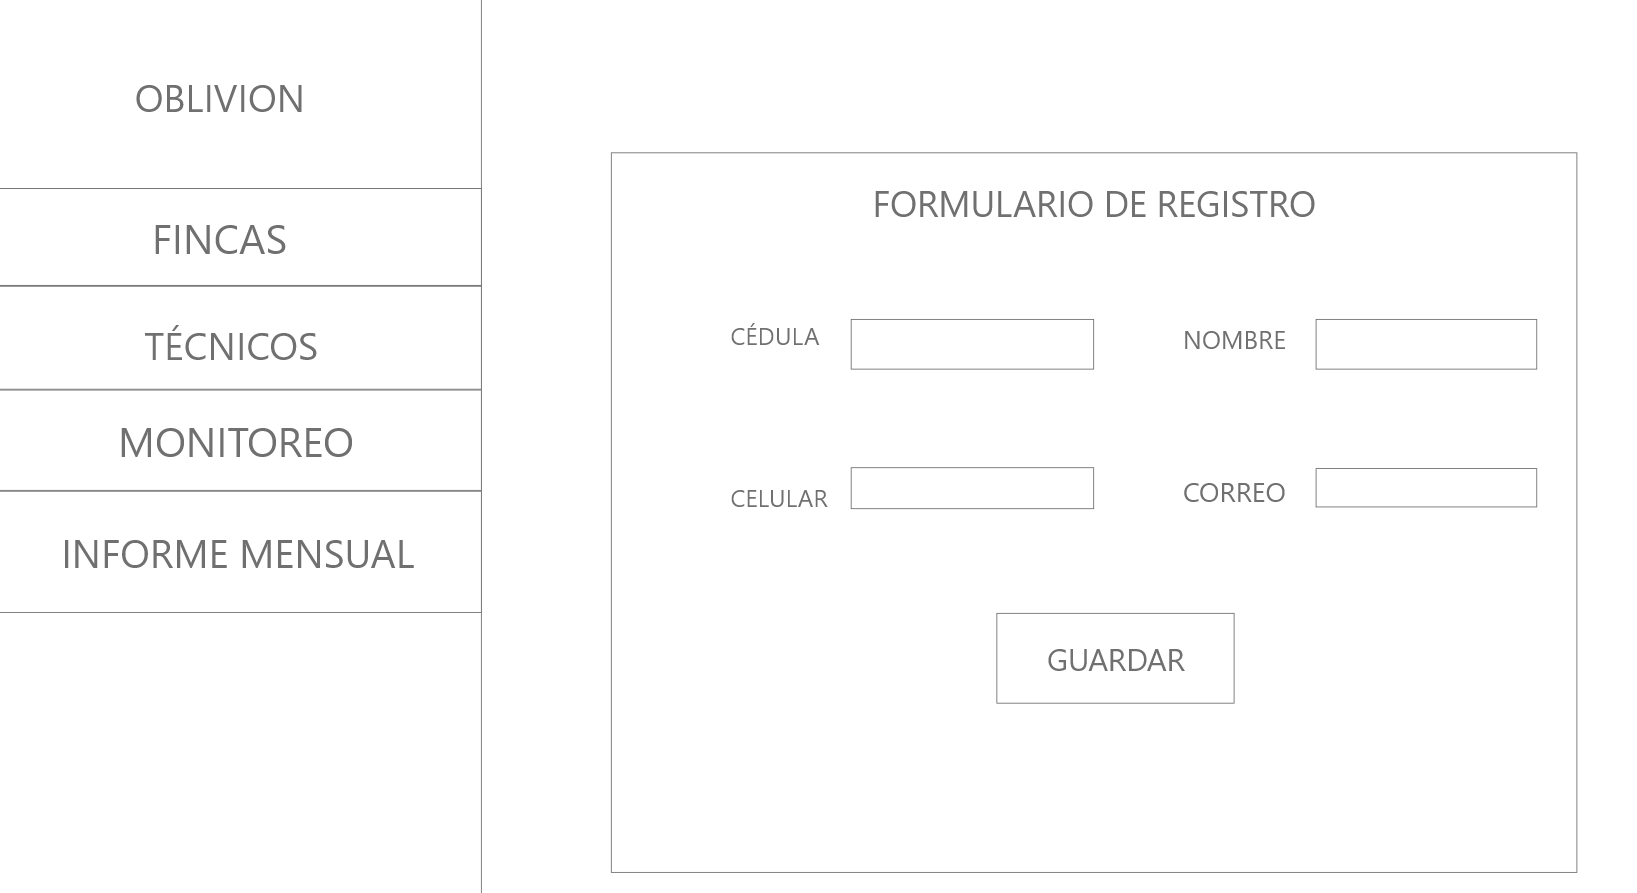 OBLIVION
FINCAS
TÉCNICOS
MONITOREO
INFORME MENSUAL
FORMULARIO DE REGISTRO
CÉDULA
NOMBRE
CELULAR
CORREO
GUARDAR